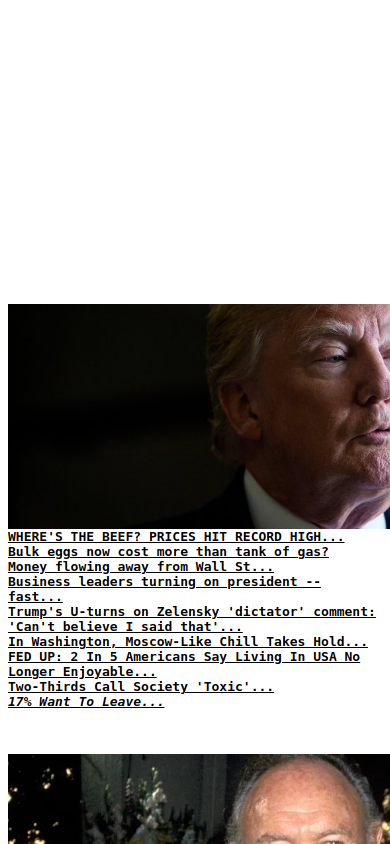 WHERE'S THE BEEF? PRICES HIT RECORD HIGH...
Bulk eggs now cost more than tank of gas?
Money flowing away from Wall St...
Business leaders turning on president --
fast...
Trump's U-turns on Zelensky 'dictator' comment:
'Can't believe I said that'...
In Washington, Moscow-Like Chill Takes Hold...
FED UP: 2 In 5 Americans Say Living In USA No
Longer Enjoyable...
Two-Thirds Call Society 'Toxic'...
17% Want To Leave...